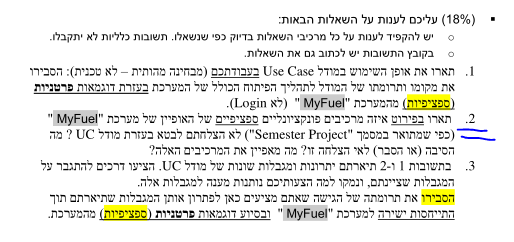 (18%) עליכם לענות על השאלות הבאות:
○ יש להקפיד לענות על כל מרכיבי השאלות בדיוק כפי שנשאלו. תשובות כלליות לא יתקבלו.
○ בקובץ התשובות יש לכתוב גם את השאלות.
1. תארו את אופן השימוש במודל Use Case בעבודתכם (מבחינה מהותית – לא טכנית): הסבירו
את מקומו ותרומתו של המודל לתהליך הפיתוח הכולל של המערכת בעזרת דוגמאות פרטניות
(ספציפיות) מהמערכת "MyFuel" (לא Login).
2. תארו בפירוט איזה מרכיבים פונקציונליים ספציפיים של האופיין של מערכת "MyFuel"
(כפי שמתואר במסמך "Semester Project") לא הצלחתם לבטא בעזרת מודל UC ? מה
הסיבה (או הסבר) לאי הצלחה זו? מה מאפיין את המרכיבים האלה?
3. בתשובות 1 ו-2 תיארתם יתרונות ומגבלות שונות של מודל UC. הציעו דרכים להתגבר על
המגבלות שציינתם, ונמקו למה הצעותיכם נותנות מענה למגבלות אלה.
הסבירו את תרומתה של הגישה שאתם מציעים כאן לפתרון אותן המגבלות שתיארתם תוך
התייחסות ישירה למערכת "MyFuel" ובסיוע דוגמאות פרטניות (ספציפיות) מהמערכת.